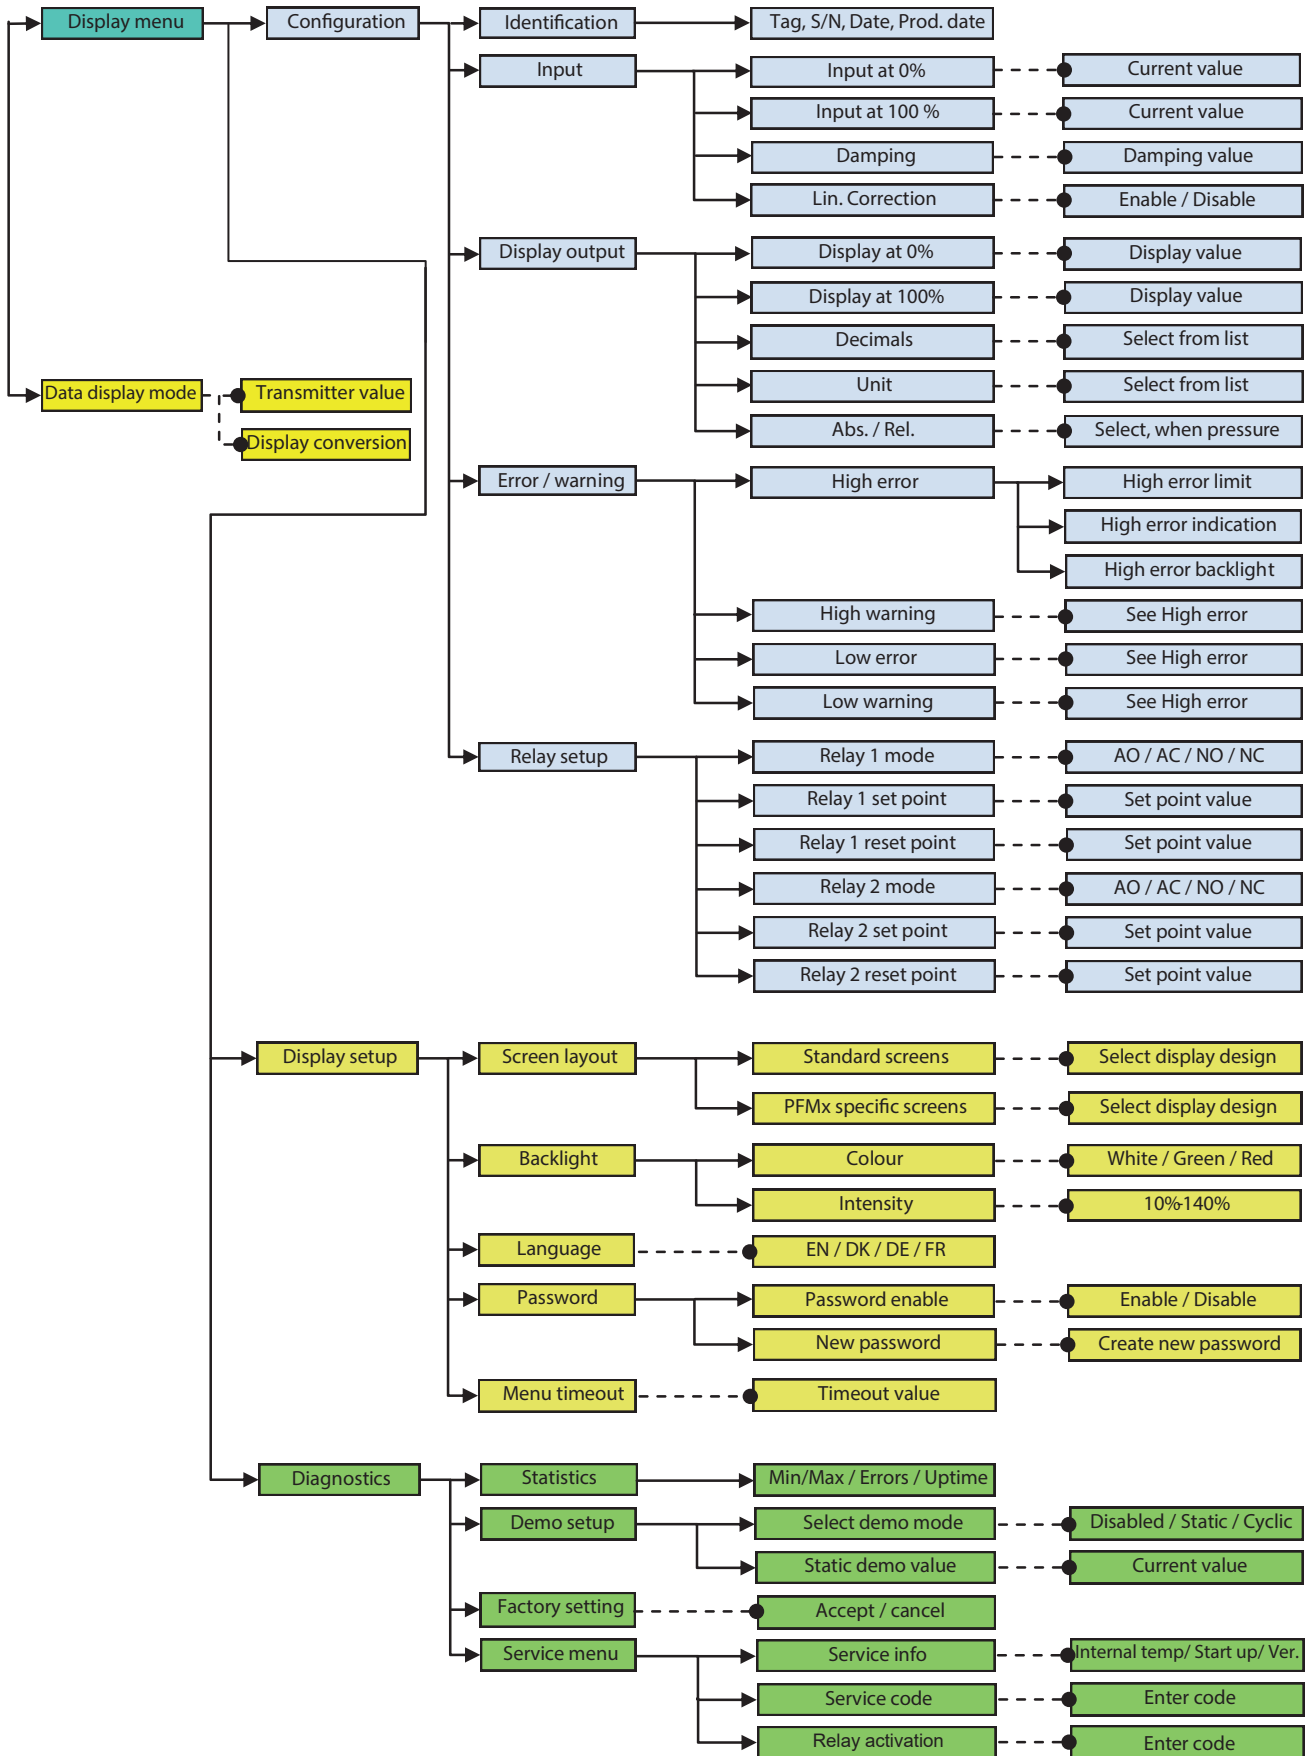 Display menu
Configuration
Identification
Tag, S/N, Date, Prod. date
Input
Input at 0%
Current value
Input at 100 %
Current value
Damping
Damping value
Lin. Correction
Enable / Disable
Display output
Display at 0%
Display value
Display at 100%
Display value
Decimals
Select from list
Unit
Select from list
Abs. / Rel.
Select, when pressure
Data display mode
Transmitter value
Display conversion
Error / warning
High error
High error limit
High error indication
High error backlight
High warning
See High error
Low error
See High error
Low warning
See High error
Relay setup
Relay 1 mode
AO / AC / NO / NC
Relay 1 set point
Set point value
Relay 1 reset point
Set point value
Relay 2 mode
AO / AC / NO / NC
Relay 2 set point
Set point value
Relay 2 reset point
Set point value
Display setup
Screen layout
Standard screens
Select display design
PFMx specific screens
Select display design
Backlight
Colour
White / Green / Red
Intensity
10%-140%
Language
EN / DK / DE / FR
Password
Password enable
Enable / Disable
New password
Create new password
Menu timeout
Timeout value
Diagnostics
Statistics
Min/Max / Errors / Uptime
Demo setup
Select demo mode
Disabled / Static / Cyclic
Static demo value
Current value
Factory setting
Accept / cancel
Service menu
Service info
Internal temp/ Start up/ Ver.
Service code
Enter code
Relay activation
Enter code